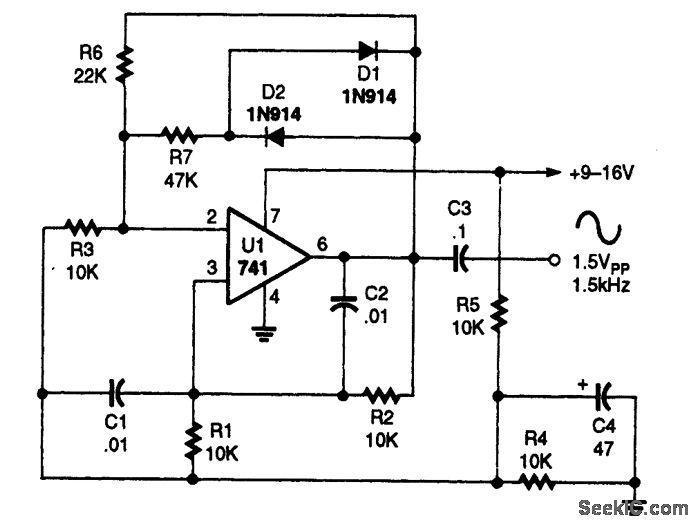 R6
22K
D1
1N914
D2
1N914
R7
47K
+9–16V
C3
.1
1.5VPP
1.5kHz
2
7
U1
741
6
3
4
R3
10K
C2
.01
R5
10K
C1
.01
R1
10K
R2
10K
+
C4
47
R4
10K
SeekIC.com